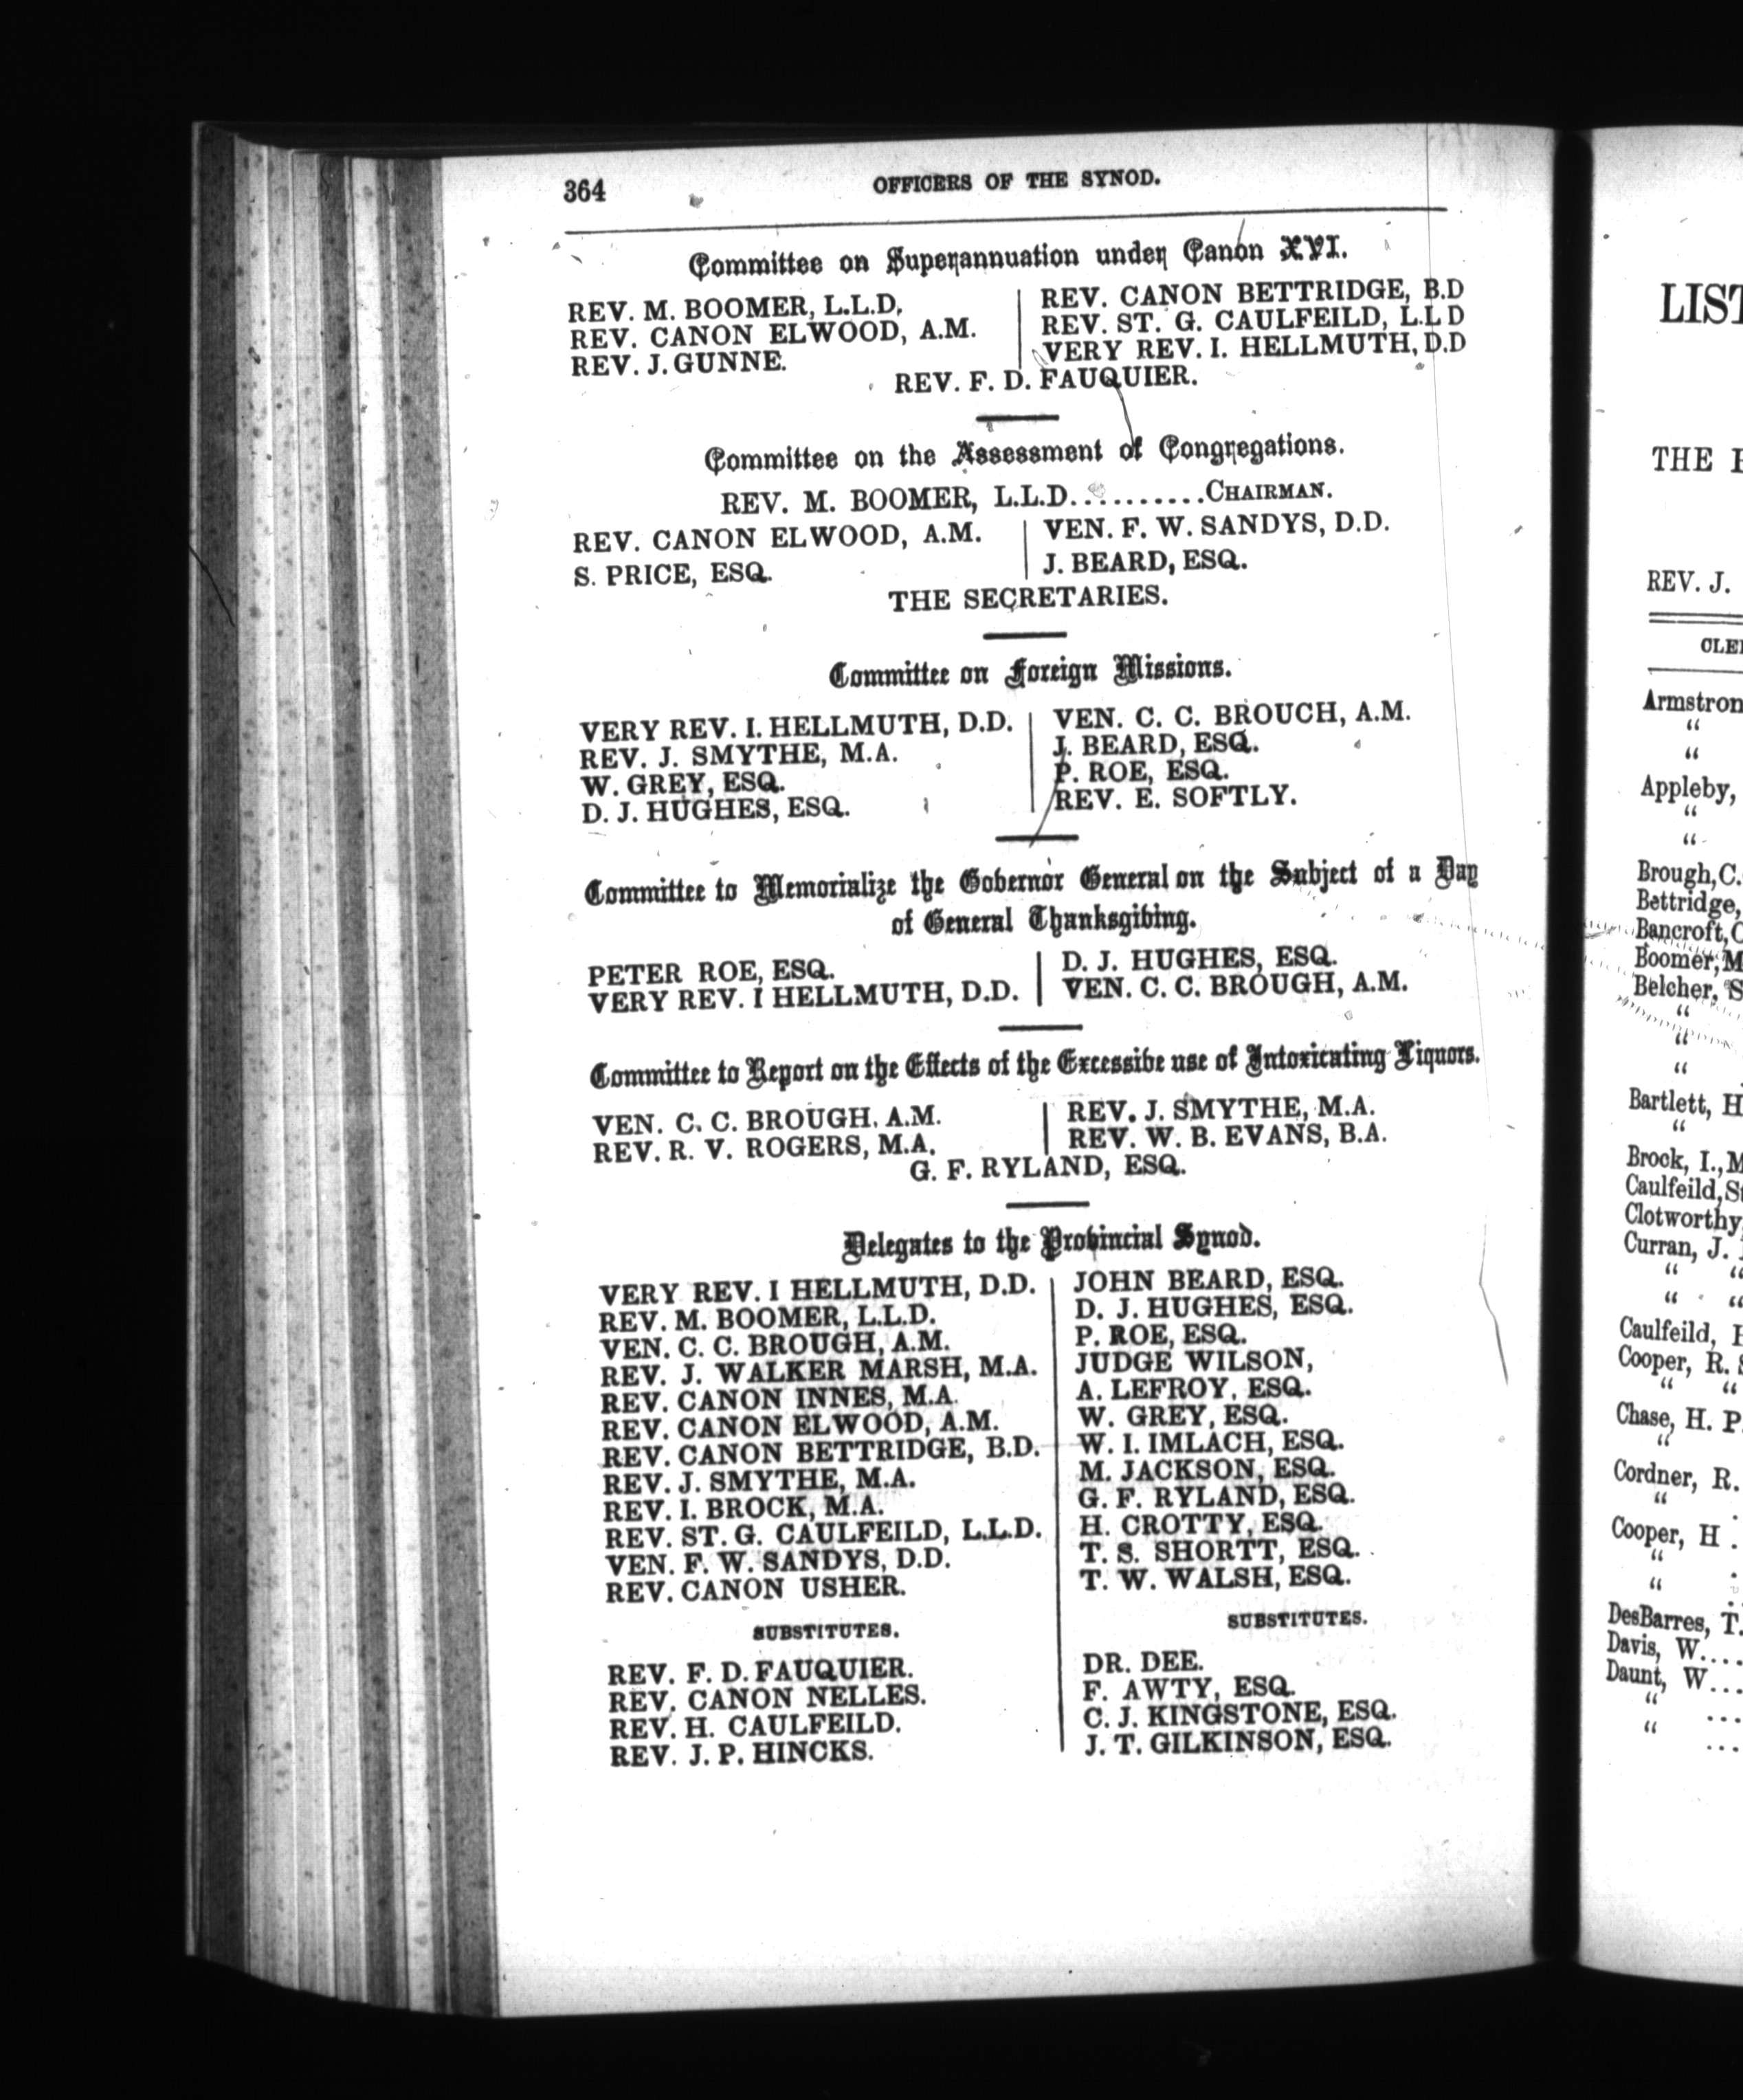 364
OFFICERS OF THE SYNOD.
Committee on Superannuation under Canon XVI.
REV. M. BOOMER, L.L.D.
REV. CANON ELWOOD, A.M.
REV. J. GUNNE.
REV. CANON BETTRIDGE, B.D
REV. ST. G. CAULFEILD, L.L D
VERY REV. I. HELLMUTH, D.D
REV. F. D. FAUQUIER.
Committee on the Assessment of Congregations.
REV. M. BOOMER, L.L.D..........CHAIRMAN.
REV. CANON ELWOOD, A.M.
S. PRICE, ESQ.
VEN. F. W. SANDYS, D.D.
J. BEARD, ESQ.
THE SECRETARIES.
Committee on Foreign Missions.
VERY REV. I. HELLMUTH, D.D.
REV. J. SMYTHE, M.A.
W. GREY, ESQ.
D. J. HUGHES, ESQ.
VEN. C. C. BROUCH, A.M.
J. BEARD, ESQ.
P. ROE, ESQ.
REV. E. SOFTLY.
Committee to Memorialize the Governor General on the Subject of a Day
of General Thanksgiving.
PETER ROE, ESQ.
VERY REV. I HELLMUTH, D.D.
D. J. HUGHES, ESQ.
VEN. C. C. BROUGH, A.M.
Committee to Report on the Effects of the Excessive use of Intoxicating Liquors.
VEN. C. C. BROUGH, A.M.
REV. R. V. ROGERS, M.A.
REV. J. SMYTHE, M.A.
REV. W. B. EVANS, B.A.
G. F. RYLAND, ESQ.
Delegates to the Provincial Synod.
VERY REV. I HELLMUTH, D.D.
REV. M. BOOMER, L.L.D.
VEN. C. C. BROUGH, A.M.
REV. J. WALKER MARSH, M.A.
REV. CANON INNES, M.A.
REV. CANON ELWOOD, A.M.
REV. CANON BETTRIDGE, B.D.
REV. J. SMYTHE, M.A.
REV. I. BROCK, M.A.
REV. ST. G. CAULFEILD, L.L.D.
VEN. F. W. SANDYS, D.D.
REV. CANON USHER.
SUBSTITUTES.
REV. F. D. FAUQUIER.
REV. CANON NELLES.
REV. H. CAULFEILD.
REV. J. P. HINCKS.
JOHN BEARD, ESQ.
D. J. HUGHES, ESQ.
P. ROE, ESQ.
JUDGE WILSON,
A. LEFROY, ESQ.
W. GREY, ESQ.
W. I. IMLACH, ESQ.
M. JACKSON, ESQ.
G. F. RYLAND, ESQ.
H. CROTTY, ESQ.
T. S. SHORTT, ESQ.
T. W. WALSH, ESQ.
SUBSTITUTES.
DR. DEE.
F. AWTY, ESQ.
C. J. KINGSTONE, ESQ.
J. T. GILKINSON, ESQ.
LIST
THE
REV. J.
Armstron
“
“
Appleby,
“
“
Brough, C.
Bettridge,
Bancroft, C
Boomer, M
Belcher, S
“
“
“
Bartlett, H
“
Brock, I., M
Caulfeild, St
Clotworthy
Curran, J.
“ “
“ “
Caulfeild, H
Cooper, R. S
“ “
Chase, H. P
“
Cordner, R.
“
Cooper, H .
“
“
DesBarres, T.
Davis, W....
Daunt, W...
“ ...
“ ...